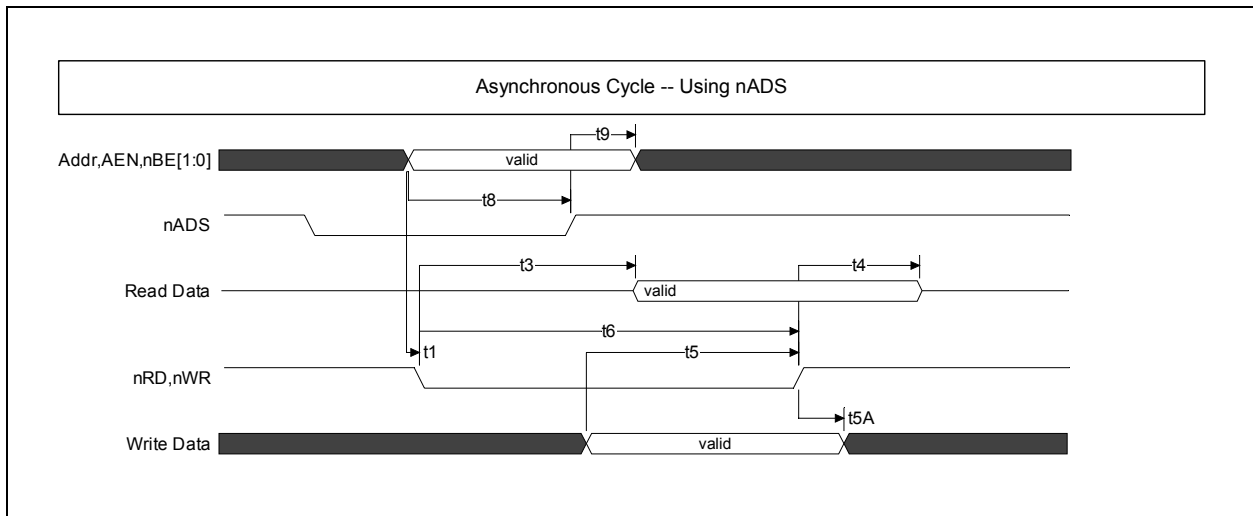 Asynchronous Cycle -- Using nADS
t9
Addr,AEN,nBE[1:0]
valid
t8
nADS
t3
t4
Read Data
valid
t6
t5
t1
nRD,nWR
t5A
Write Data
valid